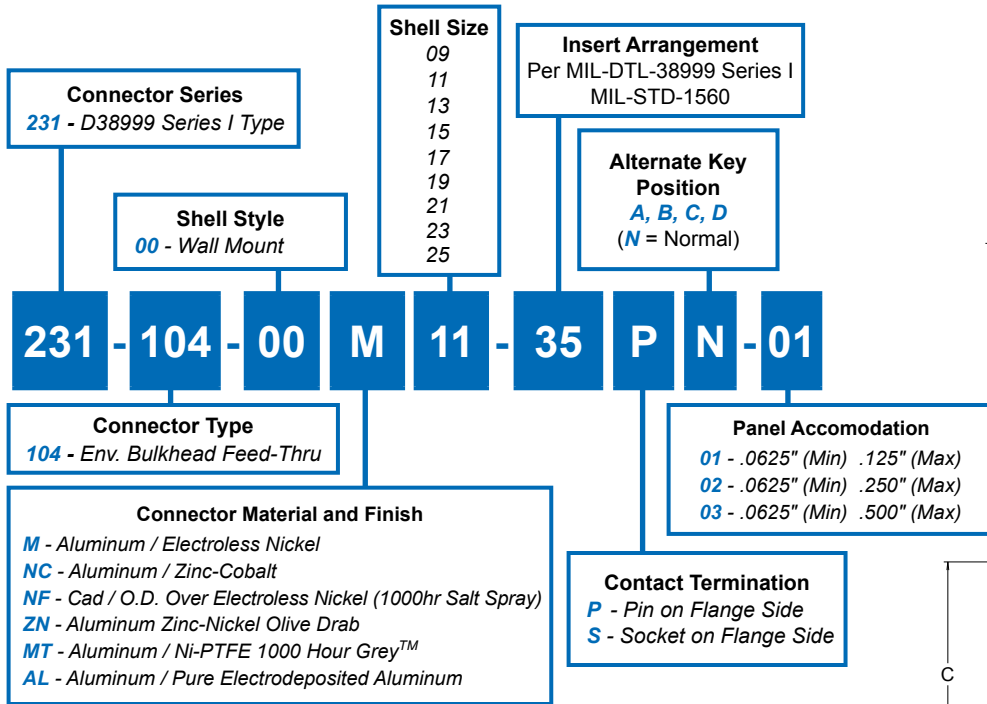 Connector Series
231 - D38999 Series I Type
Shell Style
00 - Wall Mount
Shell Size
09
11
13
15
17
19
21
23
25
Insert Arrangement
Per MIL-DTL-38999 Series I
MIL-STD-1560
Alternate Key
Position
A, B, C, D
(N = Normal)
231 - 104 - 00 M 11 - 35 P N - 01
Connector Type
104 - Env. Bulkhead Feed-Thru
Connector Material and Finish
M - Aluminum / Electroless Nickel
NC - Aluminum / Zinc-Cobalt
NF - Cad / O.D. Over Electroless Nickel (1000hr Salt Spray)
ZN - Aluminum Zinc-Nickel Olive Drab
MT - Aluminum / Ni-PTFE 1000 Hour Grey™
AL - Aluminum / Pure Electrodeposited Aluminum
Contact Termination
P - Pin on Flange Side
S - Socket on Flange Side
Panel Accomodation
01 - .0625" (Min) .125" (Max)
02 - .0625" (Min) .250" (Max)
03 - .0625" (Min) .500" (Max)
C